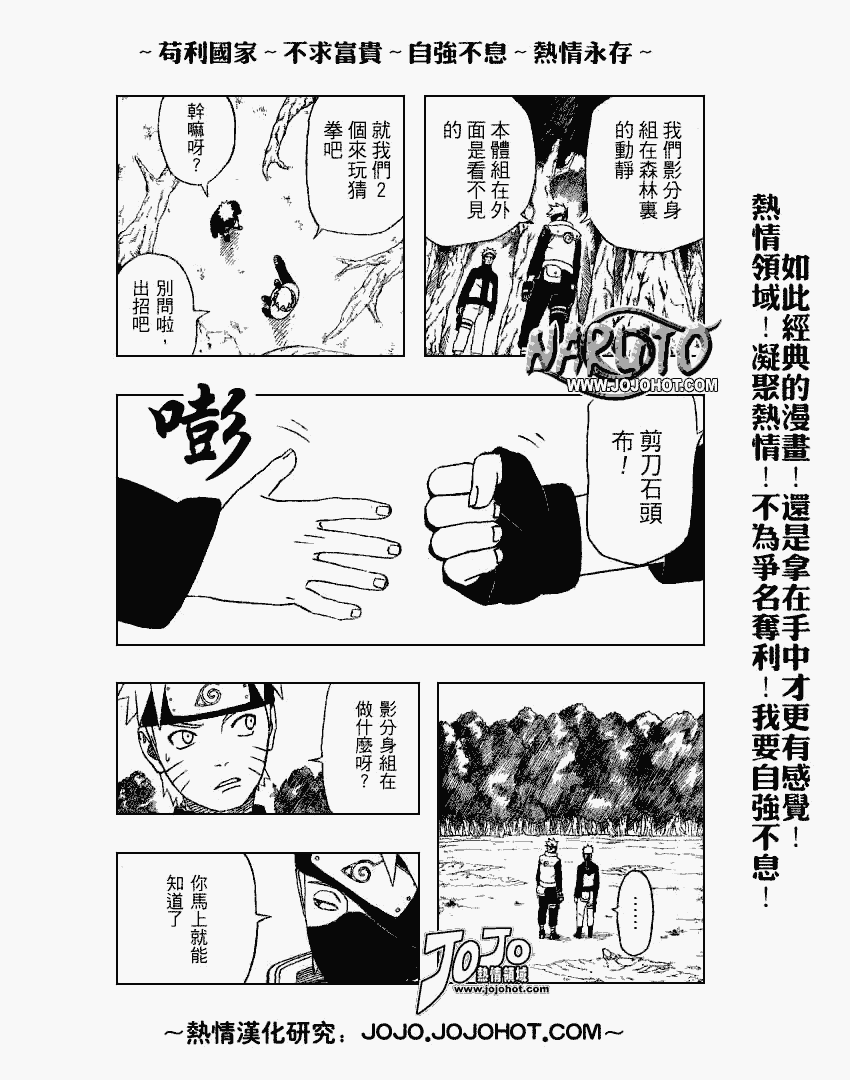 ~苟利國家~不求富貴~自強不息~熱情永存~
我們影分身
組在森林裏
的動靜
本體組在外
面是看不見
的
就我們2
個來玩猜
拳吧
幹嘛呀?
別問啦,
出招吧
NARUTO
WWW.JOJOHOT.COM
剪刀石頭
布!
嘭
……
影分身組在
做什麼呀?
你馬上就能
知道了
JOJO
熱情領域
www.jojohot.com
如此經典的漫畫!還是拿在手中才更有感覺!
熱情領域!凝聚熱情!不為爭名奪利!我要自強不息!
~熱情漢化研究:JOJO.JOJOHOT.COM~